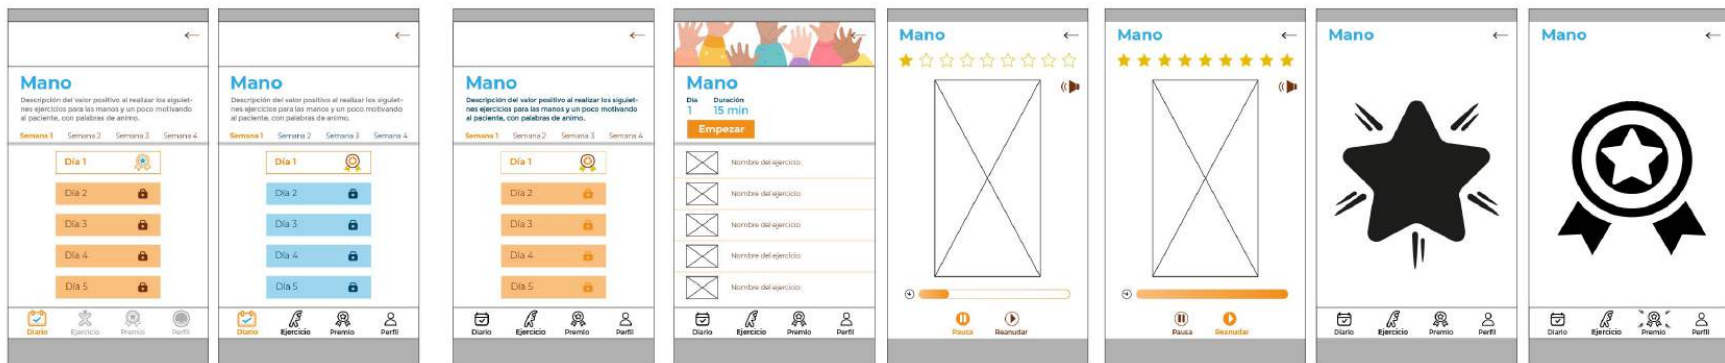 Mano
Descripción del valor positivo al realizar los siguiet-
nes ejercicios para las manos y un poco motivando
al paciente, con palabras de animo.
Semana 1 Semana 2 Semana 3 Semana 4
Día 1
Día 2
Día 3
Día 4
Día 5
Diario Ejercicio Premio Perfil
Mano
Descripción del valor positivo al realizar los siguiet-
nes ejercicios para las manos y un poco motivando
al paciente, con palabras de animo.
Semana 1 Semana 2 Semana 3 Semana 4
Día 1
Día 2
Día 3
Día 4
Día 5
Diario Ejercicio Premio Perfil
Mano
Descripción del valor positivo al realizar los siguiet-
nes ejercicios para las manos y un poco motivando
al paciente, con palabras de animo.
Semana 1 Semana 2 Semana 3 Semana 4
Día 1
Día 2
Día 3
Día 4
Día 5
Diario Ejercicio Premio Perfil
Mano
Día Duración
1 15 min
Empezar
Nombre del ejercicio
Nombre del ejercicio
Nombre del ejercicio
Nombre del ejercicio
Nombre del ejercicio
Diario Ejercicio Premio Perfil
Mano
Pausa Reanudar
Mano
Pausa Reanudar
Mano
Diario Ejercicio Premio Perfil
Mano
Diario Ejercicio Premio Perfil